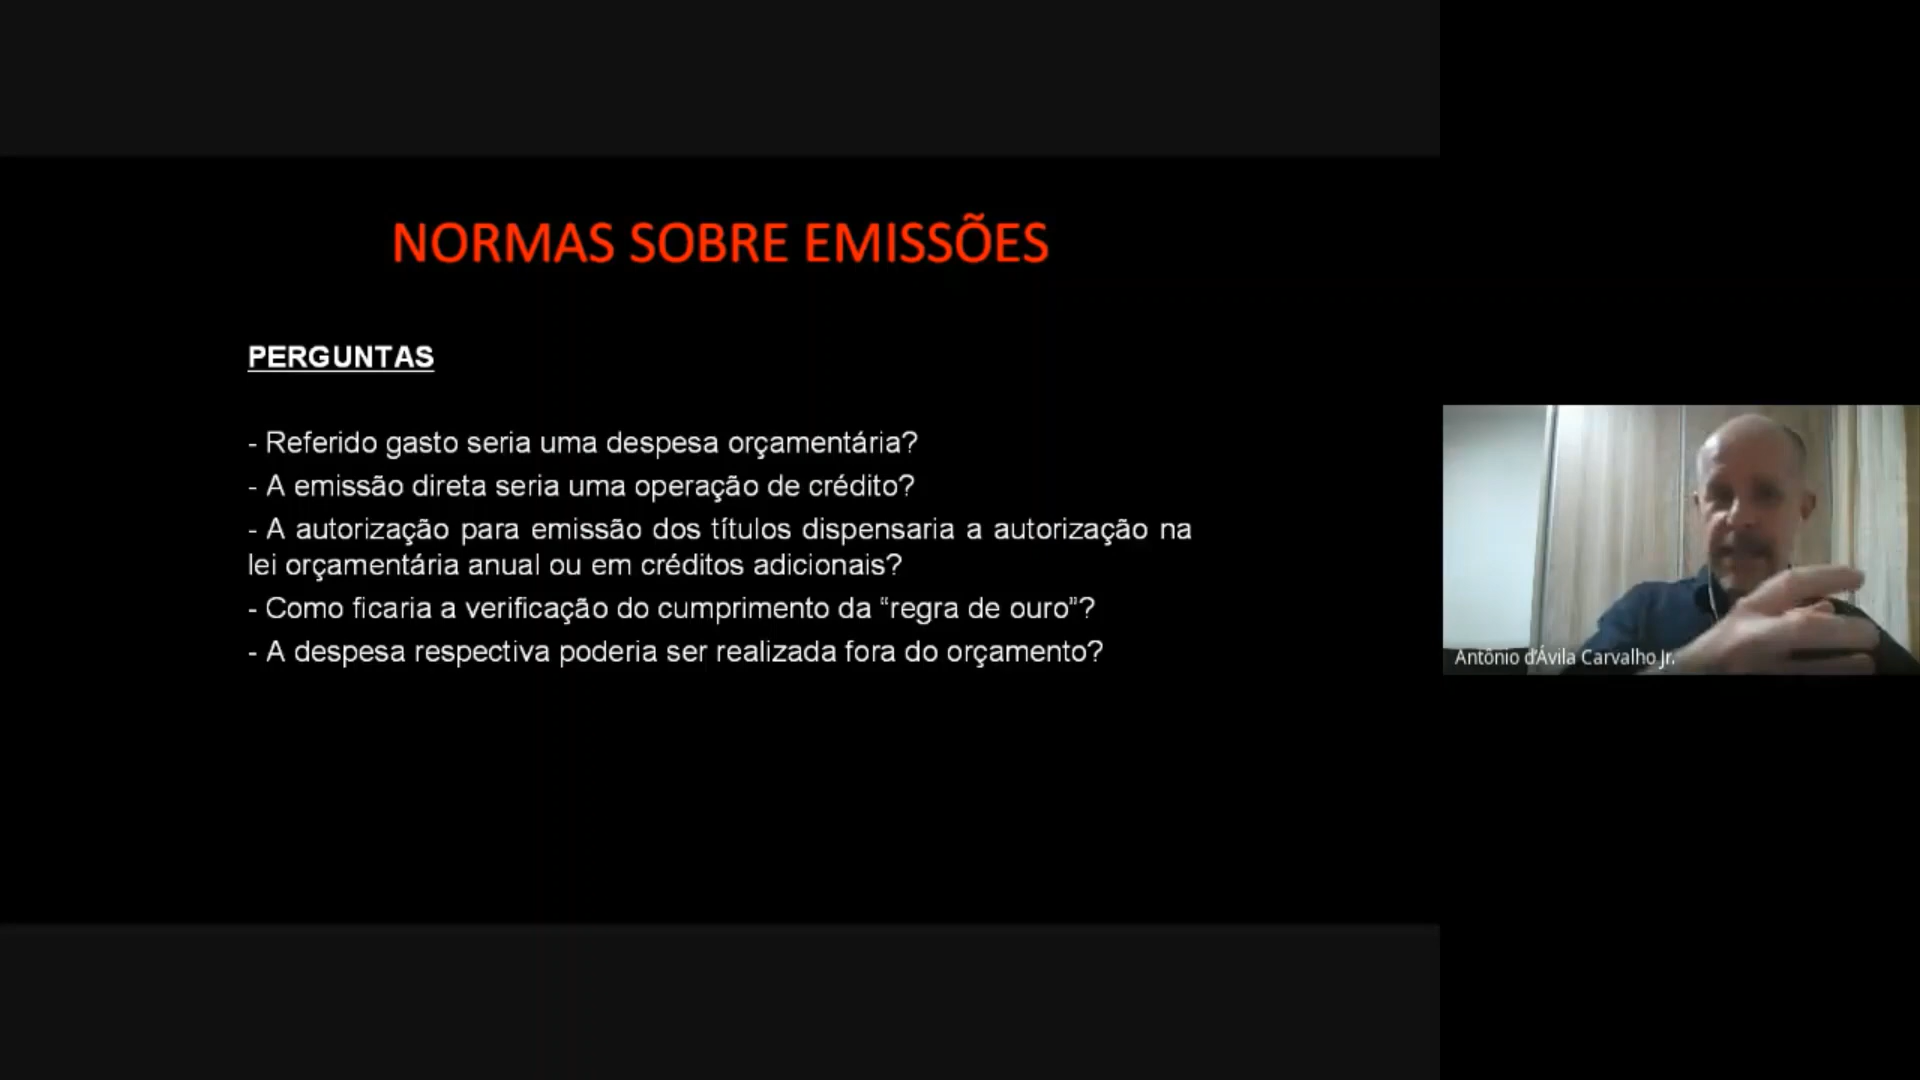 NORMAS SOBRE EMISSÕES
PERGUNTAS
- Referido gasto seria uma despesa orçamentária?
- A emissão direta seria uma operação de crédito?
- A autorização para emissão dos títulos dispensaria a autorização na
lei orçamentária anual ou em créditos adicionais?
- Como ficaria a verificação do cumprimento da “regra de ouro”?
- A despesa respectiva poderia ser realizada fora do orçamento?
Antônio d'Ávila Carvalho Jr.